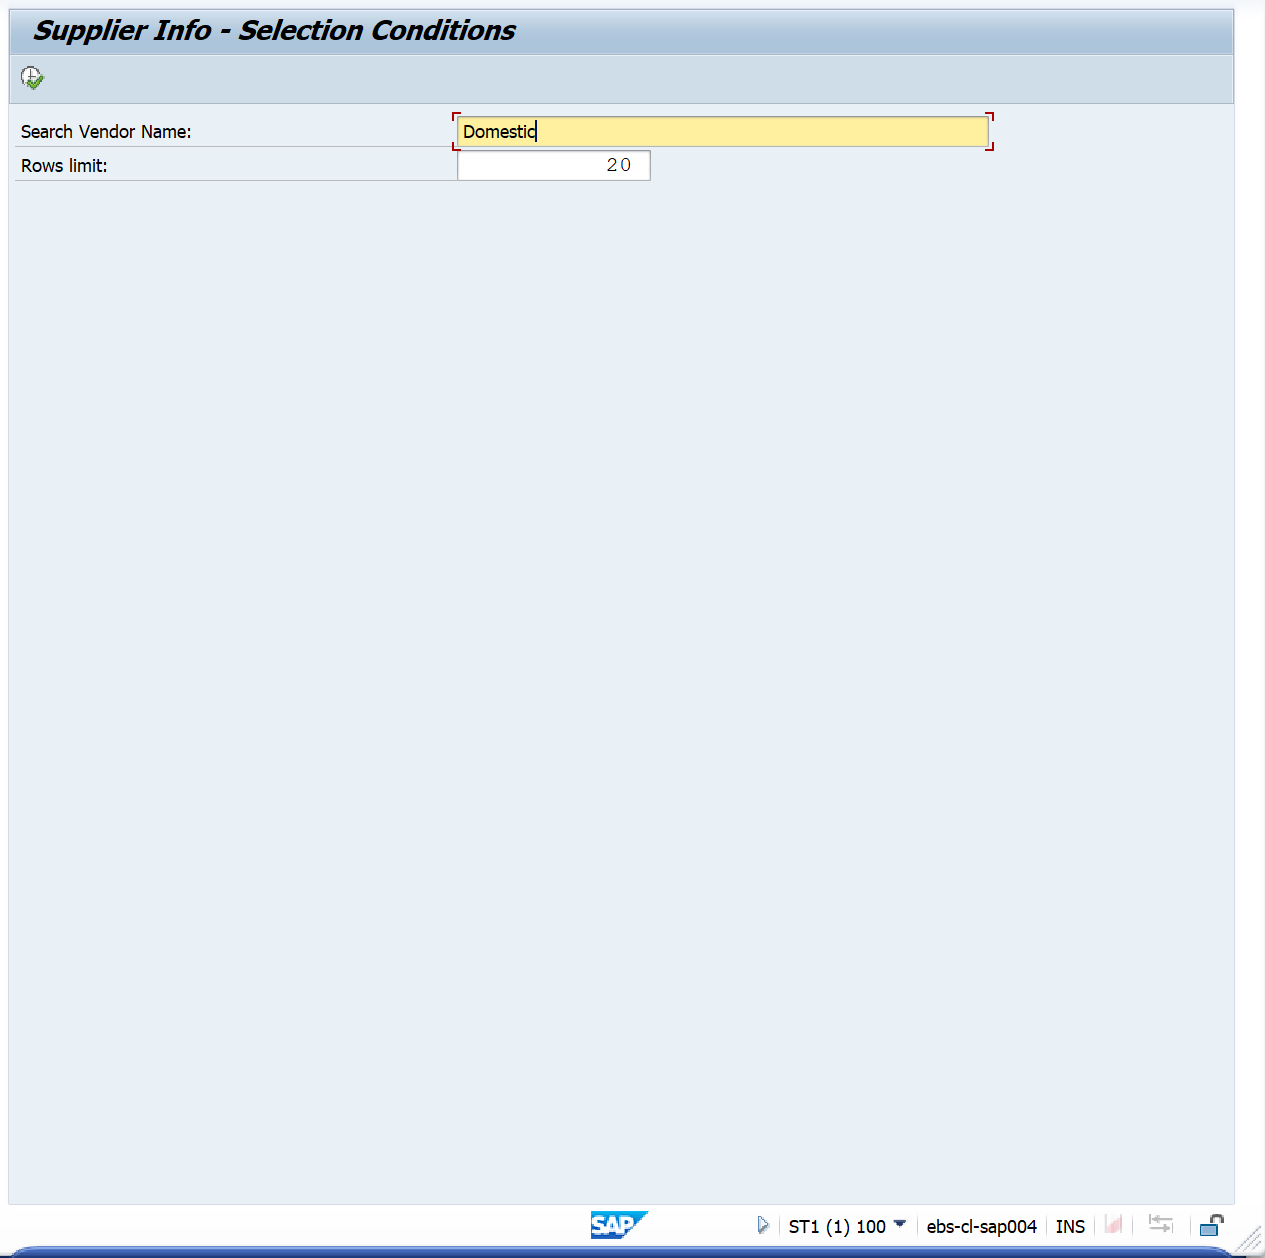 Supplier Info - Selection Conditions
Search Vendor Name: Domestic
Rows limit: 20
SAP ST1 (1) 100 ebs-cl-sap004 INS